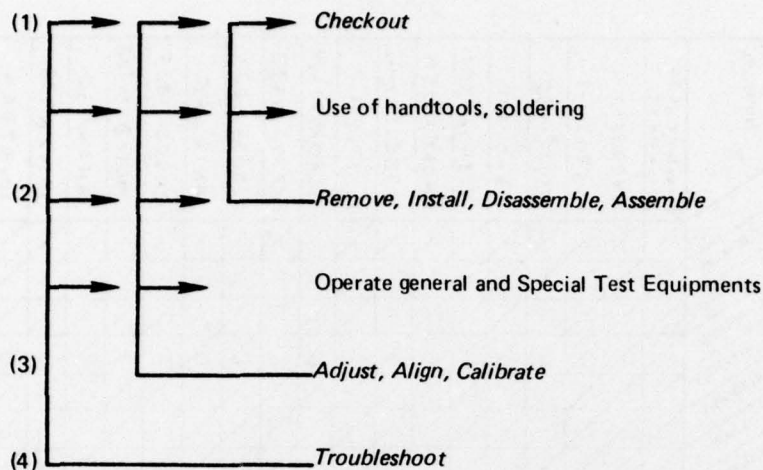 (1) Checkout
Use of handtools, soldering
(2) Remove, Install, Disassemble, Assemble
Operate general and Special Test Equipments
(3) Adjust, Align, Calibrate
(4) Troubleshoot